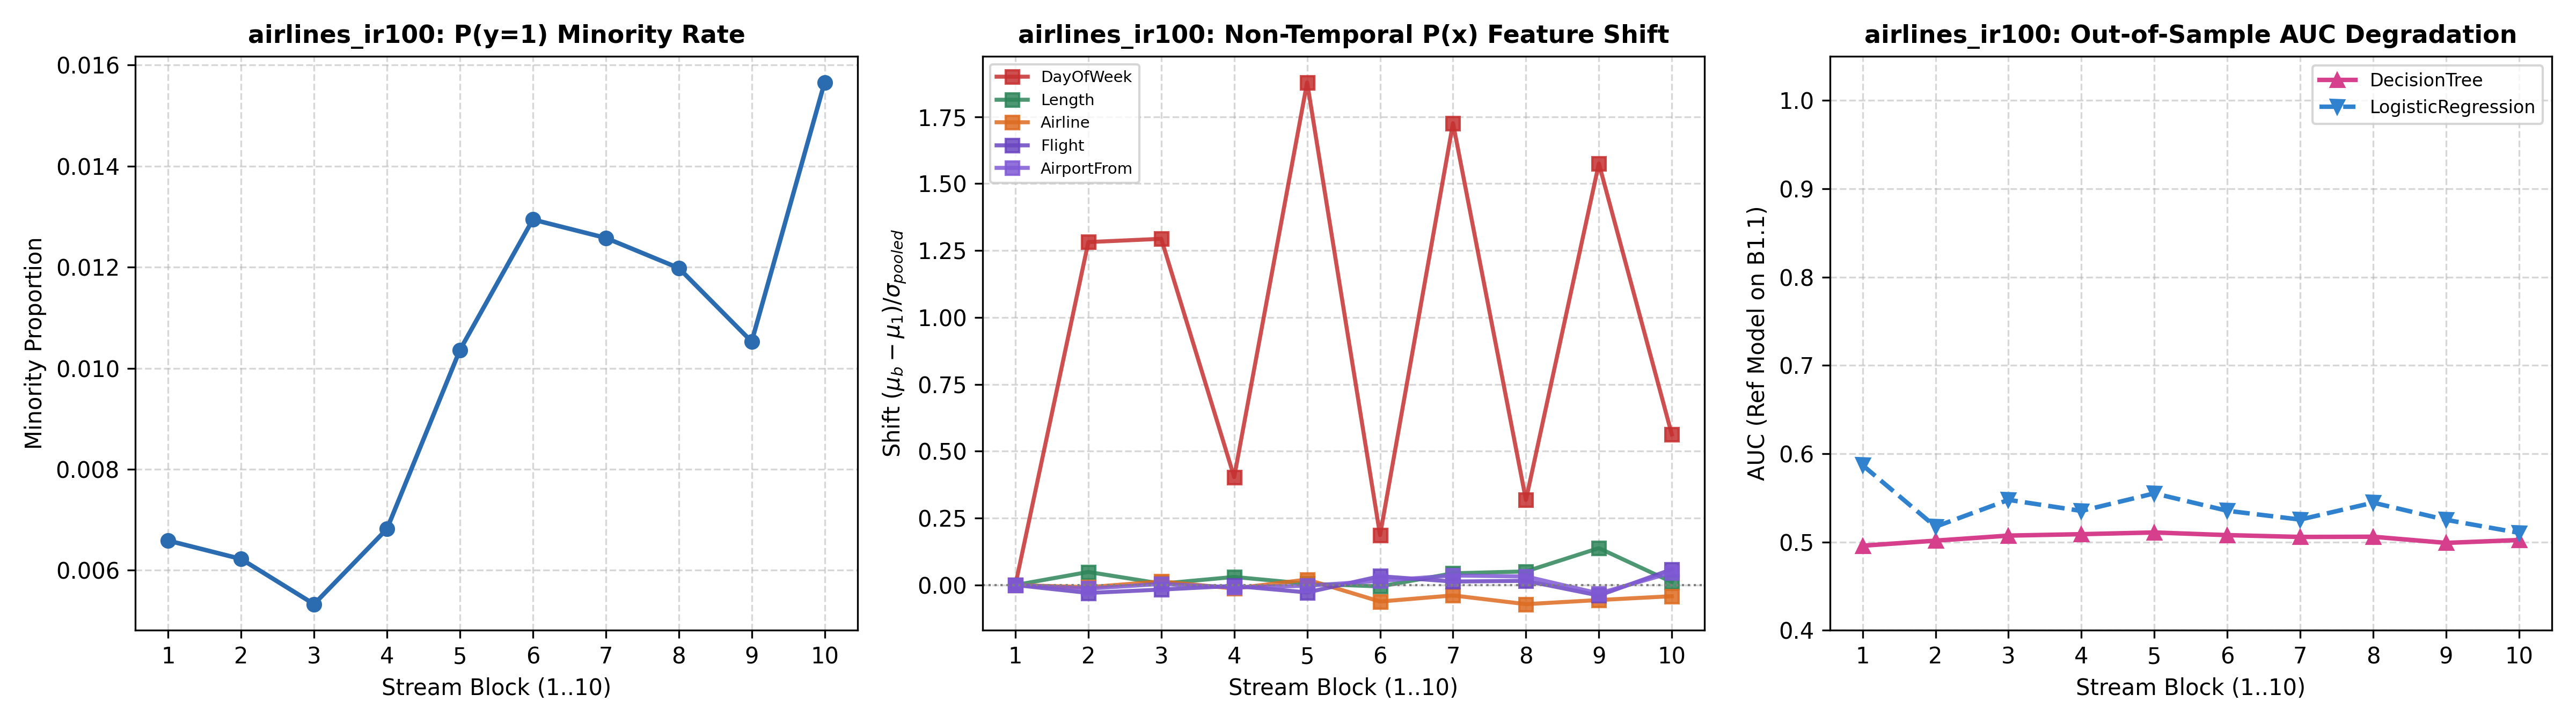 airlines_ir100: P(y=1) Minority Rate
0.016
0.014
0.012
0.010
0.008
0.006
Minority Proportion
1 2 3 4 5 6 7 8 9 10
Stream Block (1..10)
airlines_ir100: Non-Temporal P(x) Feature Shift
DayOfWeek
Length
Airline
Flight
AirportFrom
1.75
1.50
1.25
1.00
0.75
0.50
0.25
0.00
Shift (μb − μ1)/σpooled
1 2 3 4 5 6 7 8 9 10
Stream Block (1..10)
airlines_ir100: Out-of-Sample AUC Degradation
DecisionTree
LogisticRegression
1.0
0.9
0.8
0.7
0.6
0.5
0.4
AUC (Ref Model on B1.1)
1 2 3 4 5 6 7 8 9 10
Stream Block (1..10)